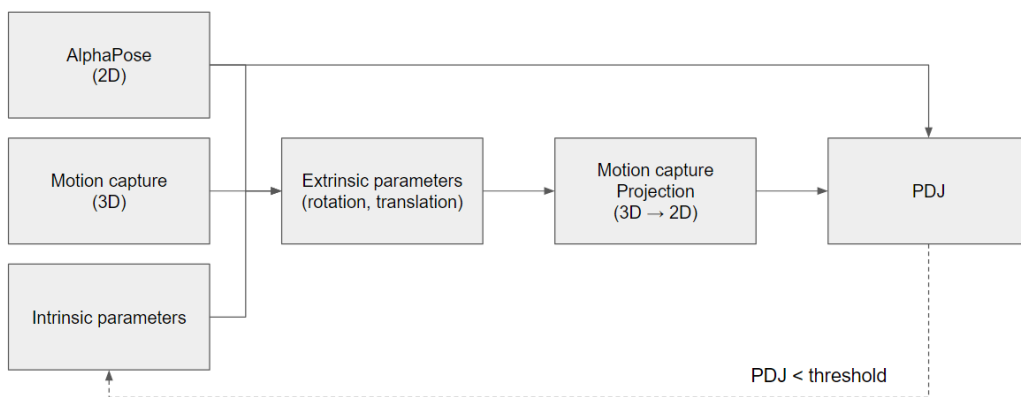 AlphaPose
(2D)
Motion capture
(3D)
Extrinsic parameters
(rotation, translation)
Motion capture
Projection
(3D → 2D)
PDJ
Intrinsic parameters
PDJ < threshold